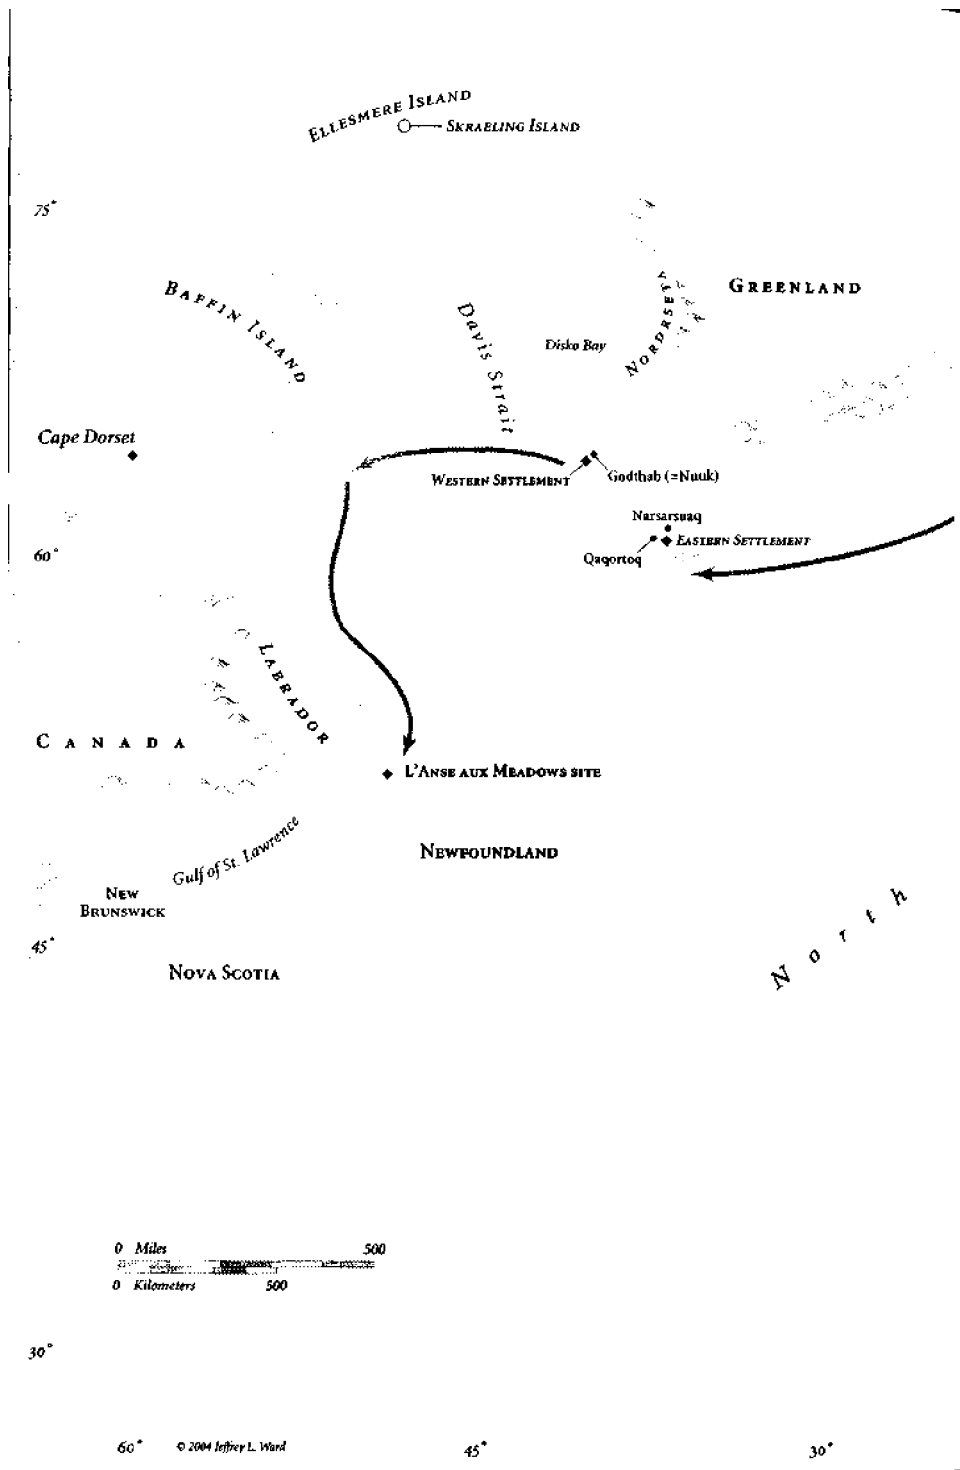 ELLESMERE ISLAND
SKRAELING ISLAND
75°
BAFFIN ISLAND
Davis Strait
Disko Bay
NORDRSETA
GREENLAND
Cape Dorset
WESTERN SETTLEMENT
Godthab (=Nuuk)
Narsarsuaq
EASTERN SETTLEMENT
Qaqortoq
60°
LABRADOR
CANADA
L'ANSE AUX MEADOWS SITE
Gulf of St. Lawrence
NEWFOUNDLAND
NEW
BRUNSWICK
North
45°
NOVA SCOTIA
0 Miles 500
0 Kilometers 500
30°
60° © 2004 Jeffrey L. Ward 45° 30°